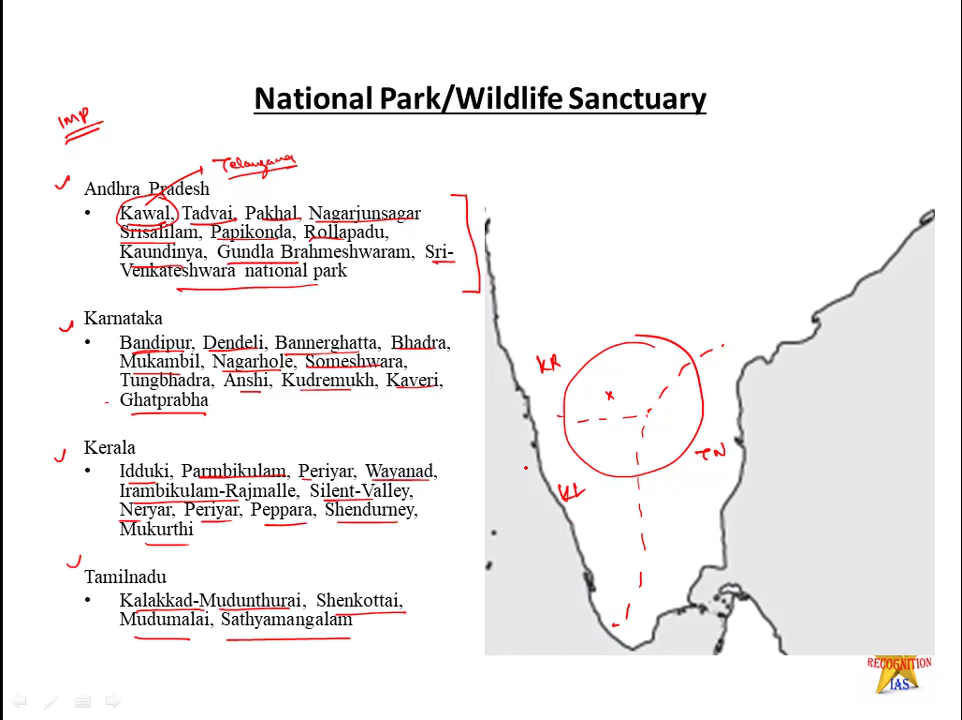 National Park/Wildlife Sanctuary
IMP
Telangana
Andhra Pradesh
• Kawal, Tadvai, Pakhal, Nagarjunsagar
Srisailam, Papikonda, Rollapadu,
Kaundinya, Gundla Brahmeshwaram, Sri-
Venkateshwara national park
Karnataka
• Bandipur, Dendeli, Bannerghatta, Bhadra,
Mukambil, Nagarhole, Someshwara,
Tungbhadra, Anshi, Kudremukh, Kaveri,
Ghatprabha
Kerala
• Idduki, Parmbikulam, Periyar, Wayanad,
Irambikulam-Rajmalle, Silent-Valley,
Neryar, Periyar, Peppara, Shendurney,
Mukurthi
Tamilnadu
• Kalakkad-Mudunthurai, Shenkottai,
Mudumalai, Sathyamangalam
KR
TN
KL
RECOGNITION
IAS